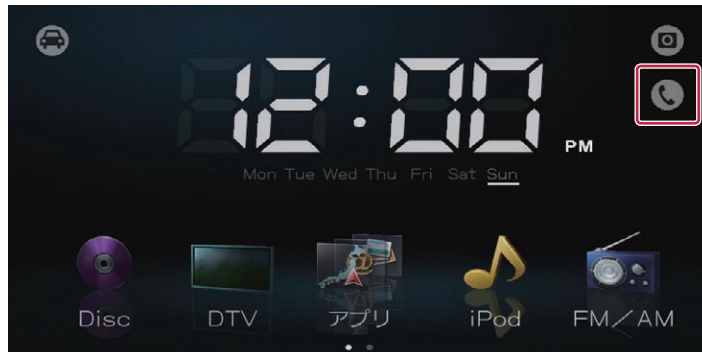 12:00
PM
Mon Tue Wed Thu Fri Sat Sun
Disc DTV アプリ iPod FM／AM